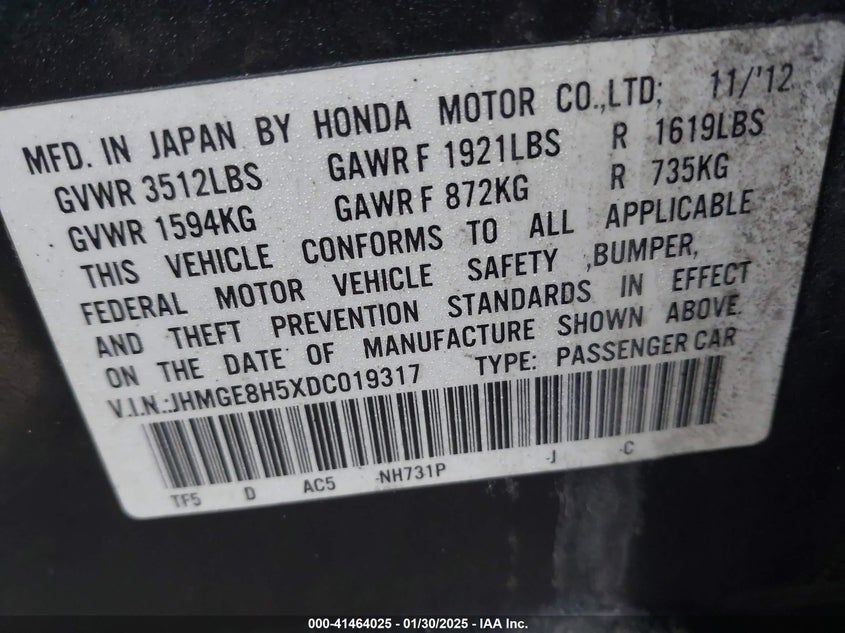 MFD. IN JAPAN BY HONDA MOTOR CO.,LTD; 11/'12
GVWR 3512LBS GAWR F 1921LBS R 1619LBS
GVWR 1594KG GAWR F 872KG R 735KG
THIS VEHICLE CONFORMS TO ALL APPLICABLE
FEDERAL MOTOR VEHICLE SAFETY ,BUMPER,
AND THEFT PREVENTION STANDARDS IN EFFECT
ON THE DATE OF MANUFACTURE SHOWN ABOVE.
V.I.N.:JHMGE8H5XDC019317 TYPE: PASSENGER CAR
TF5 D AC5 -NH731P -J -C
000-41464025 - 01/30/2025 - IAA Inc.